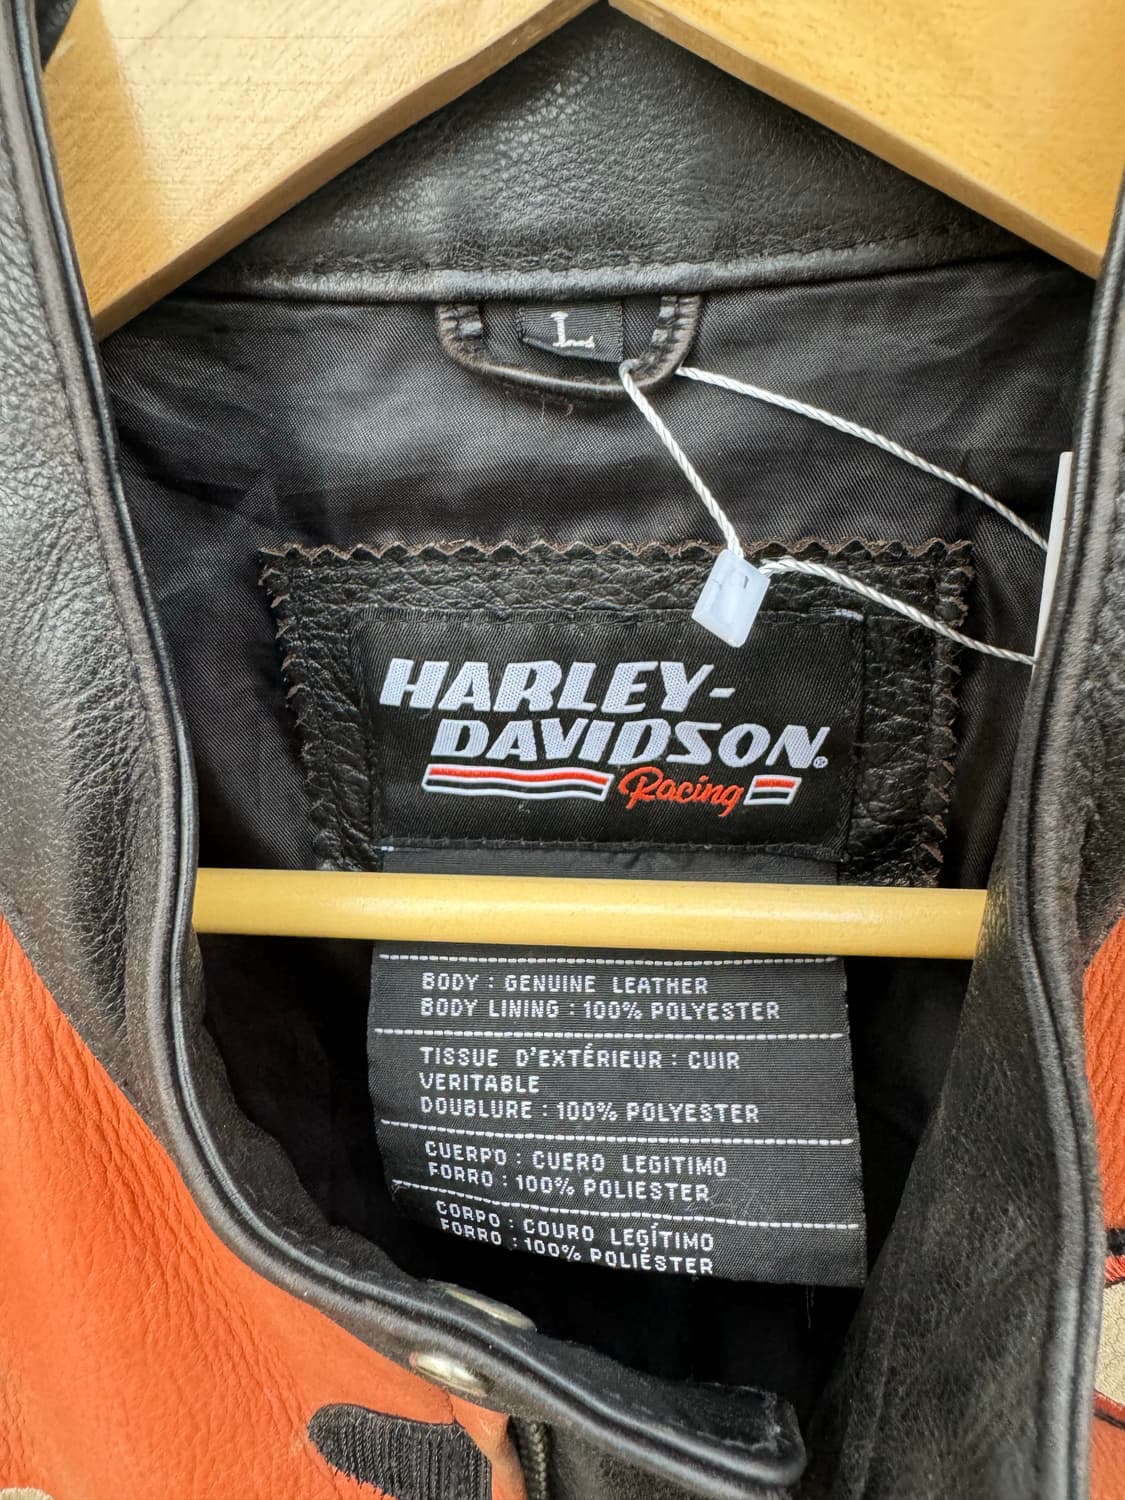 L
HARLEY-
DAVIDSON®
Racing
BODY : GENUINE LEATHER
BODY LINING : 100% POLYESTER
TISSUE D'EXTÉRIEUR : CUIR
VERITABLE
DOUBLURE : 100% POLYESTER
CUERPO : CUERO LEGITIMO
FORRO : 100% POLIESTER
CORPO : COURO LEGÍTIMO
FORRO : 100% POLIÉSTER